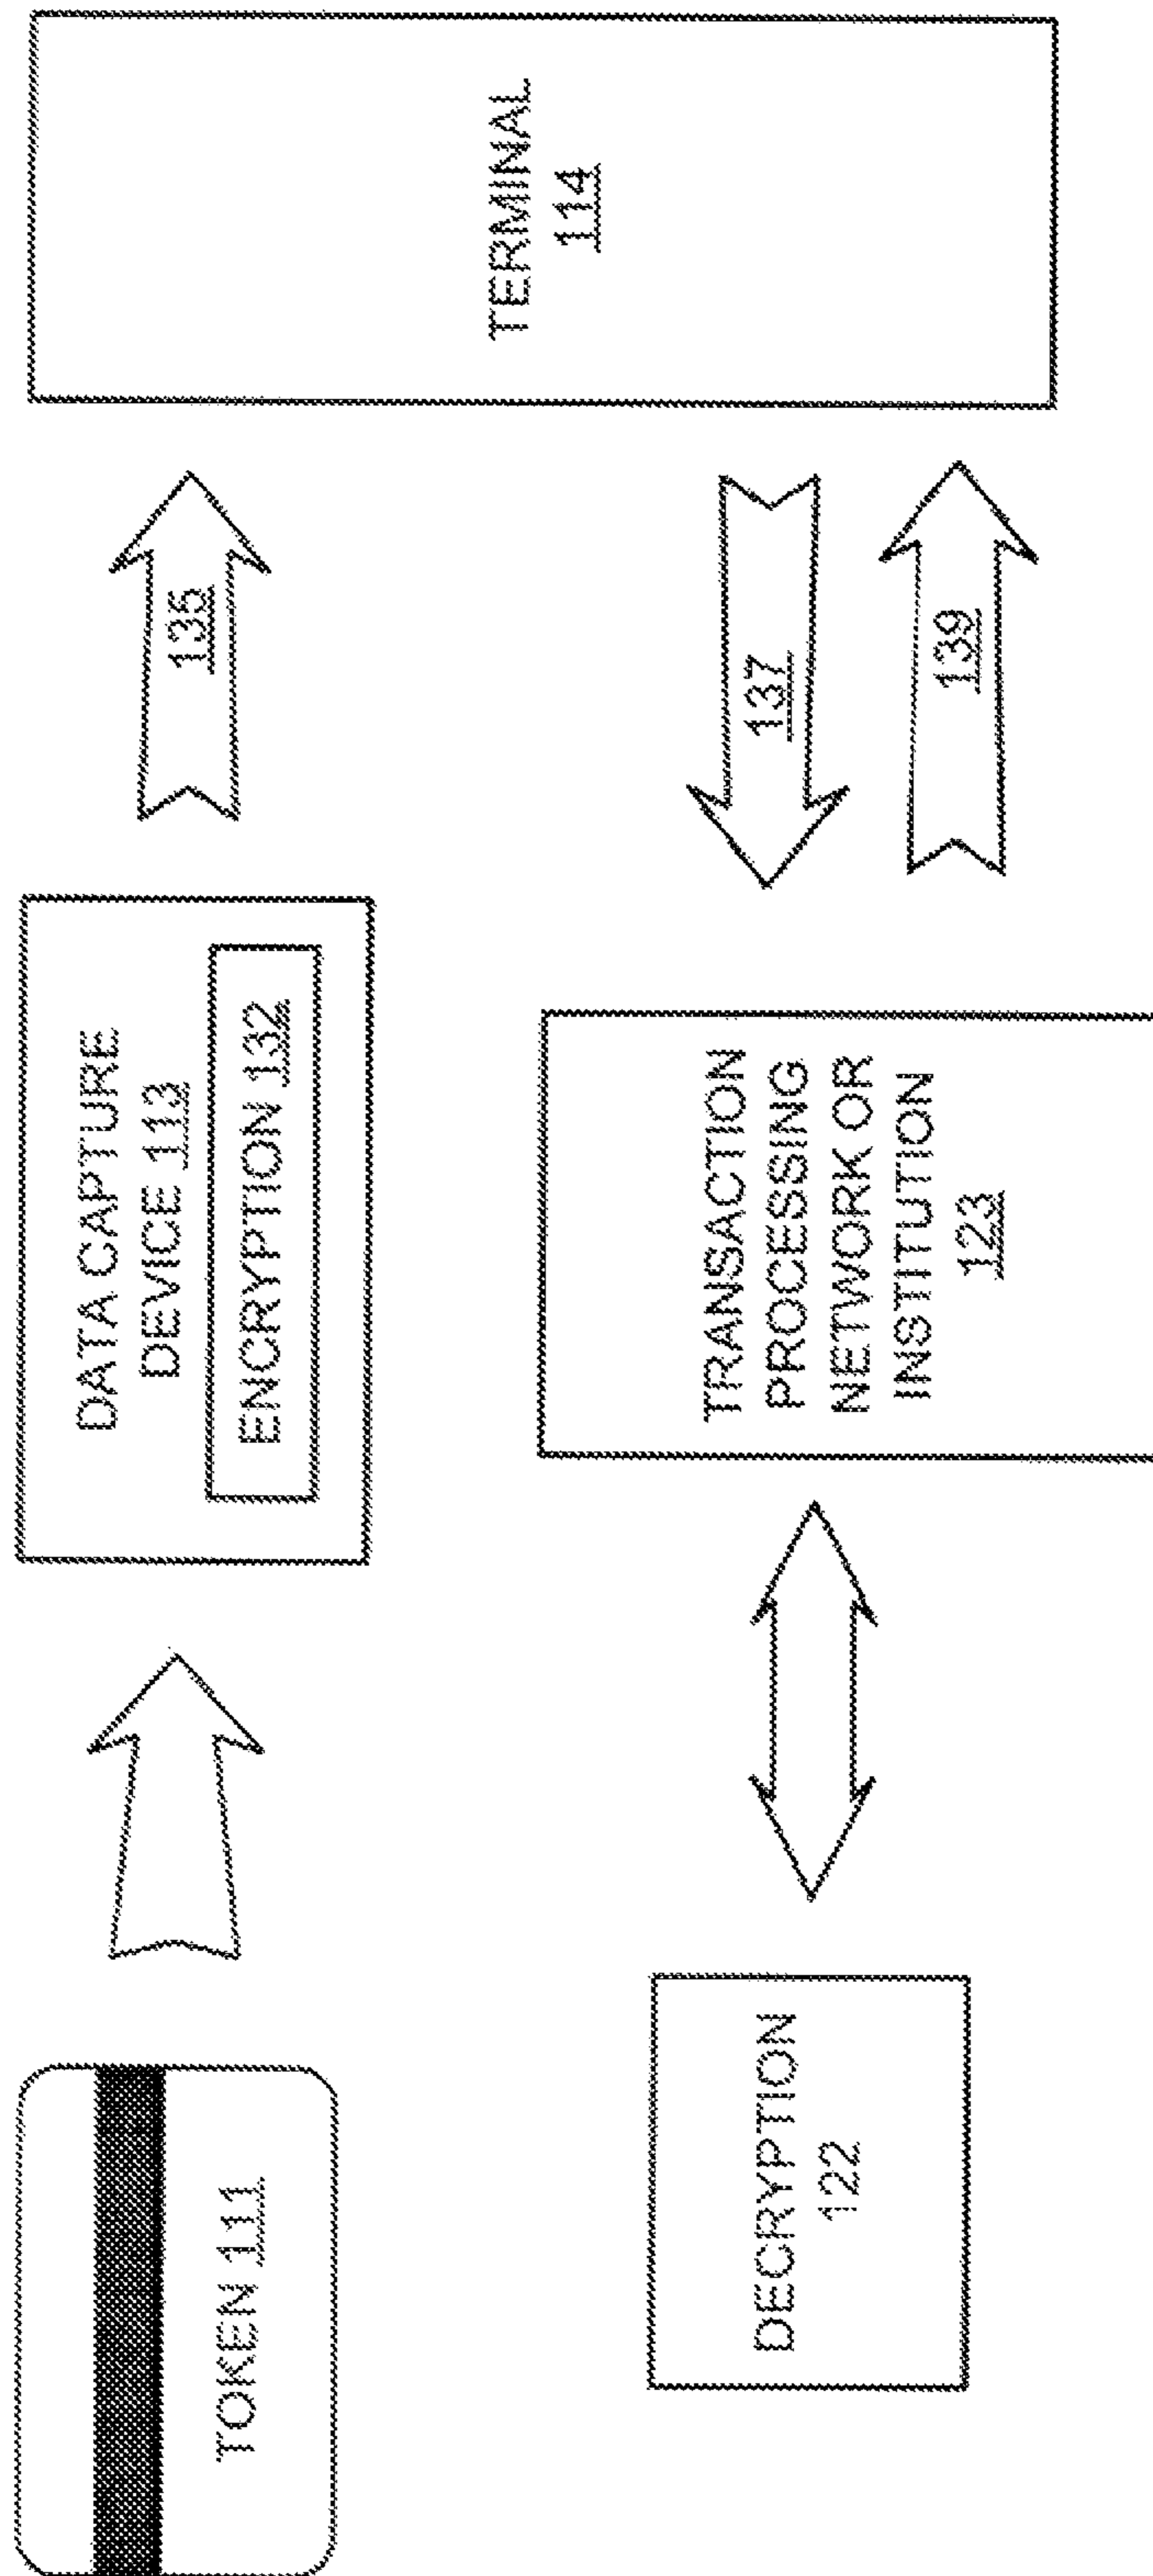 TOKEN 111
DATA CAPTURE
DEVICE 113
ENCRYPTION 132
135
TERMINAL
114
DECRYPTION
122
TRANSACTION
PROCESSING
NETWORK OR
INSTITUTION
123
137
139